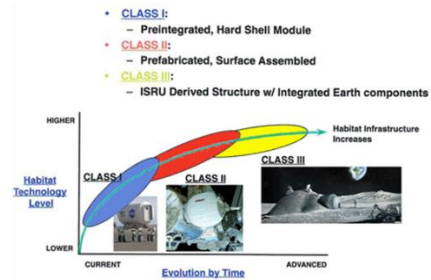 • CLASS I:
– Preintegrated, Hard Shell Module
• CLASS II:
– Prefabricated, Surface Assembled
• CLASS III:
– ISRU Derived Structure w/ Integrated Earth components
HIGHER
Habitat Infrastructure
Increases
CLASS I
CLASS II
CLASS III
Habitat
Technology
Level
LOWER
CURRENT
ADVANCED
Evolution by Time